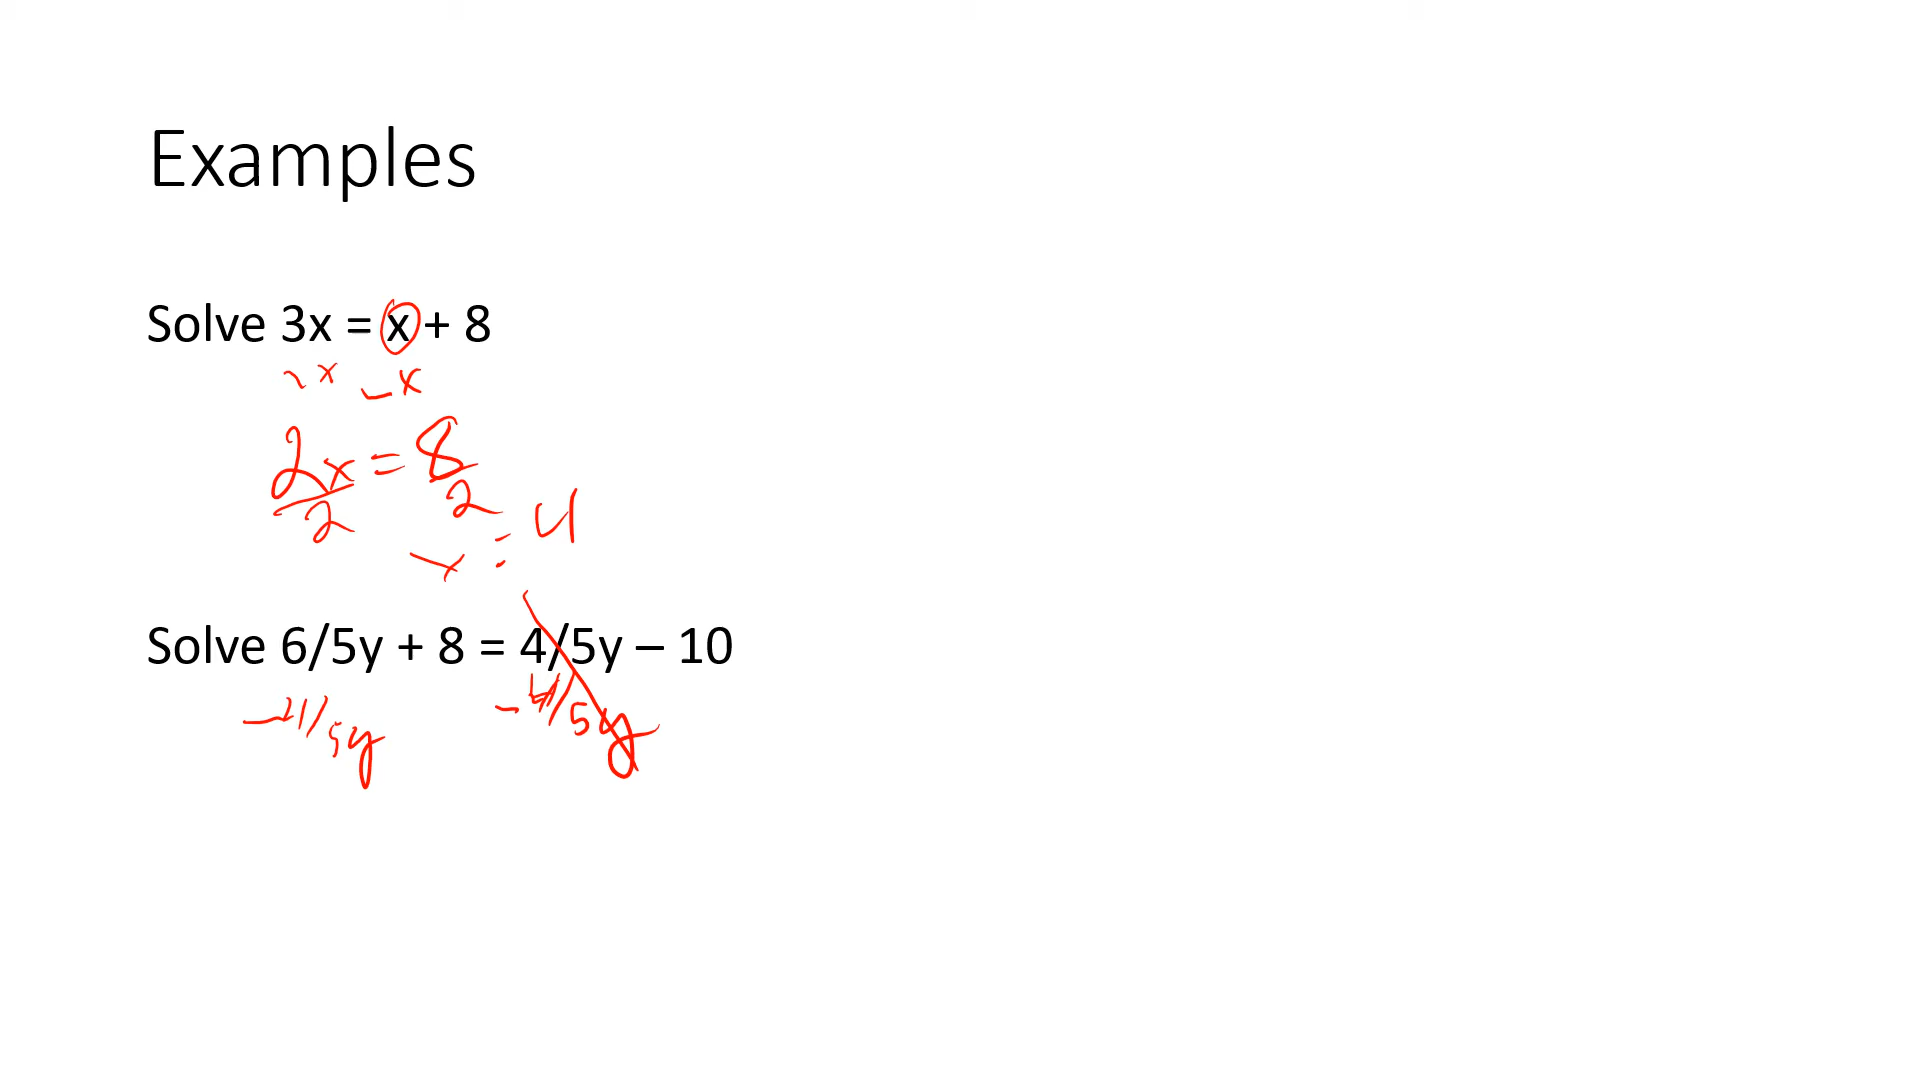 Examples
Solve 3x = x + 8
- x - x
2x = 8
2 2
x = 4
Solve 6/5y + 8 = 4/5y – 10
- 4/5y - 4/5y